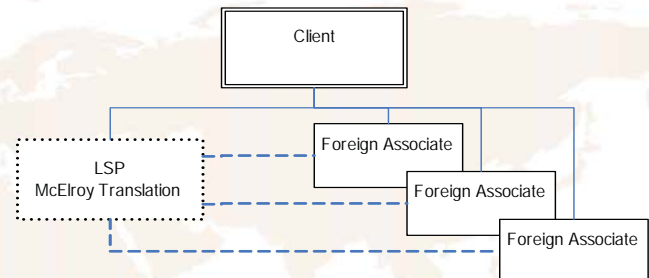 Client
LSP
McElroy Translation
Foreign Associate
Foreign Associate
Foreign Associate